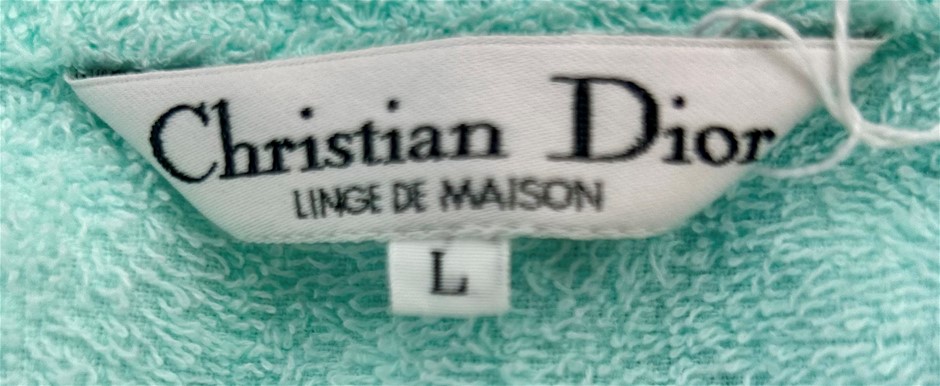 Christian Dior
LINGE DE MAISON
L